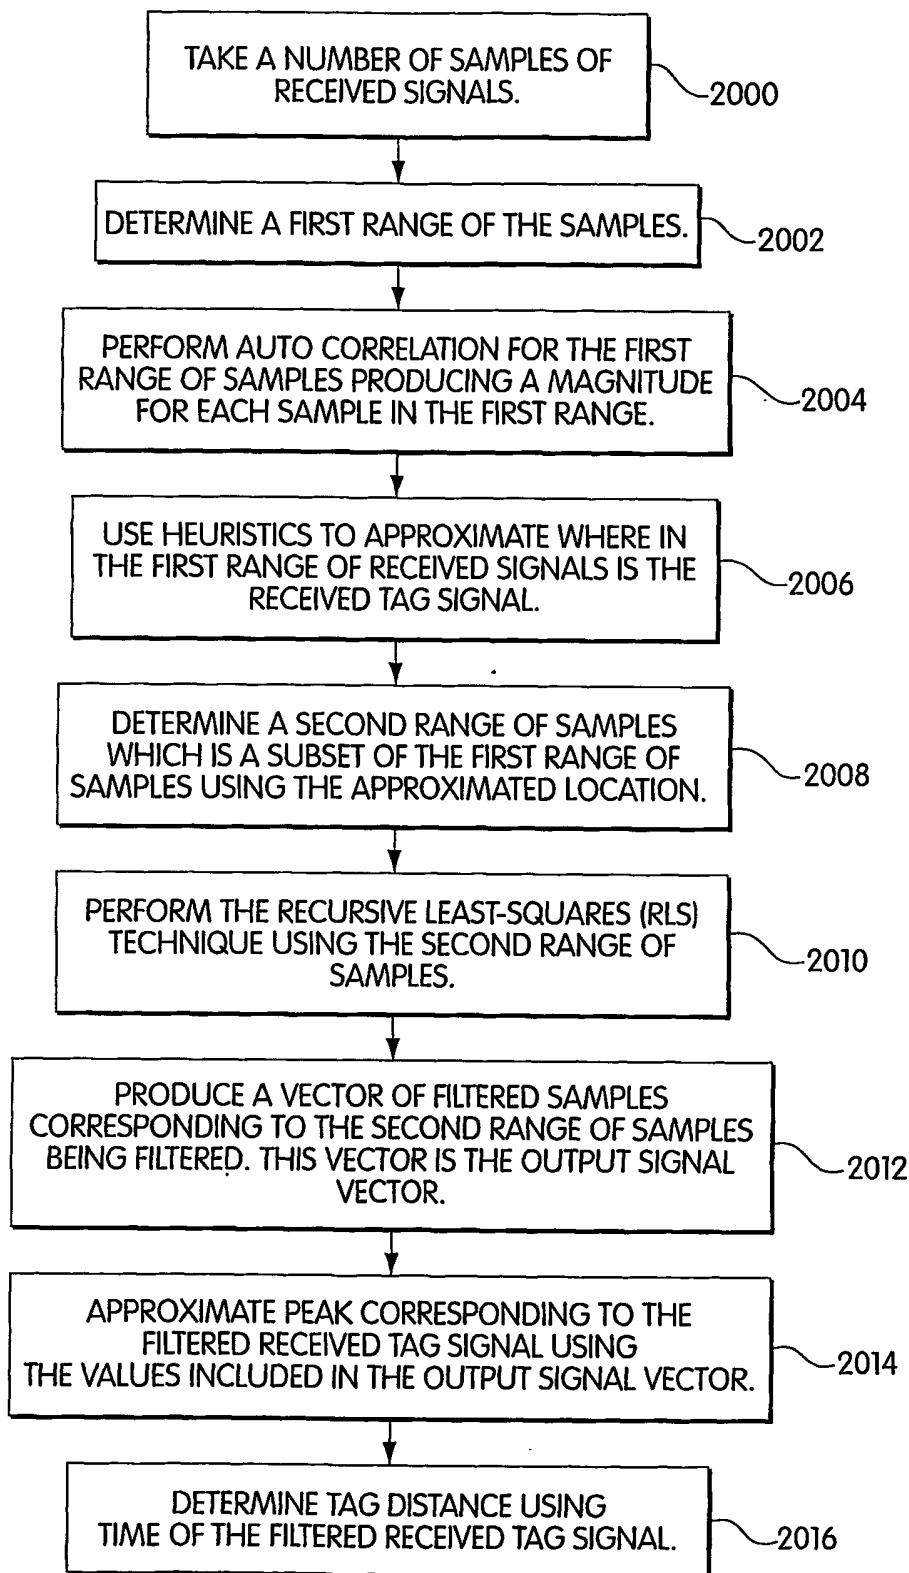 TAKE A NUMBER OF SAMPLES OF
RECEIVED SIGNALS.
2000
DETERMINE A FIRST RANGE OF THE SAMPLES.
2002
PERFORM AUTO CORRELATION FOR THE FIRST
RANGE OF SAMPLES PRODUCING A MAGNITUDE
FOR EACH SAMPLE IN THE FIRST RANGE.
2004
USE HEURISTICS TO APPROXIMATE WHERE IN
THE FIRST RANGE OF RECEIVED SIGNALS IS THE
RECEIVED TAG SIGNAL.
2006
DETERMINE A SECOND RANGE OF SAMPLES
WHICH IS A SUBSET OF THE FIRST RANGE OF
SAMPLES USING THE APPROXIMATED LOCATION.
2008
PERFORM THE RECURSIVE LEAST-SQUARES (RLS)
TECHNIQUE USING THE SECOND RANGE OF
SAMPLES.
2010
PRODUCE A VECTOR OF FILTERED SAMPLES
CORRESPONDING TO THE SECOND RANGE OF SAMPLES
BEING FILTERED. THIS VECTOR IS THE OUTPUT SIGNAL
VECTOR.
2012
APPROXIMATE PEAK CORRESPONDING TO THE
FILTERED RECEIVED TAG SIGNAL USING
THE VALUES INCLUDED IN THE OUTPUT SIGNAL VECTOR.
2014
DETERMINE TAG DISTANCE USING
TIME OF THE FILTERED RECEIVED TAG SIGNAL.
2016